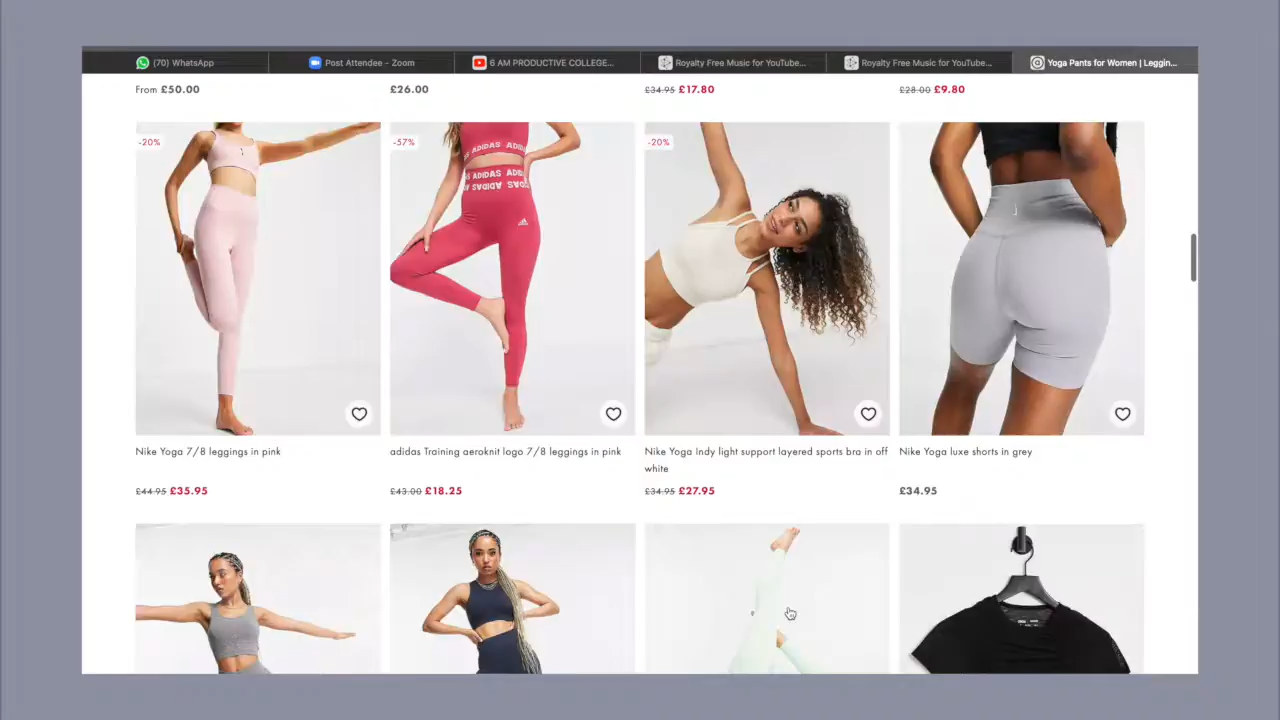 (70) WhatsApp
Post Attendee - Zoom
6 AM PRODUCTIVE COLLEGE...
Royalty Free Music for YouTube...
Royalty Free Music for YouTube...
Yoga Pants for Women | Leggin...
From £50.00
£26.00
£34.95 £17.80
£28.00 £9.80
-20%
-57%
-20%
ADIDAS ADIDAS
ADIDAS
Nike Yoga 7/8 leggings in pink
adidas Training aeroknit logo 7/8 leggings in pink
Nike Yoga Indy light support layered sports bra in off
white
Nike Yoga luxe shorts in grey
£44.95 £35.95
£43.00 £18.25
£34.95 £27.95
£34.95